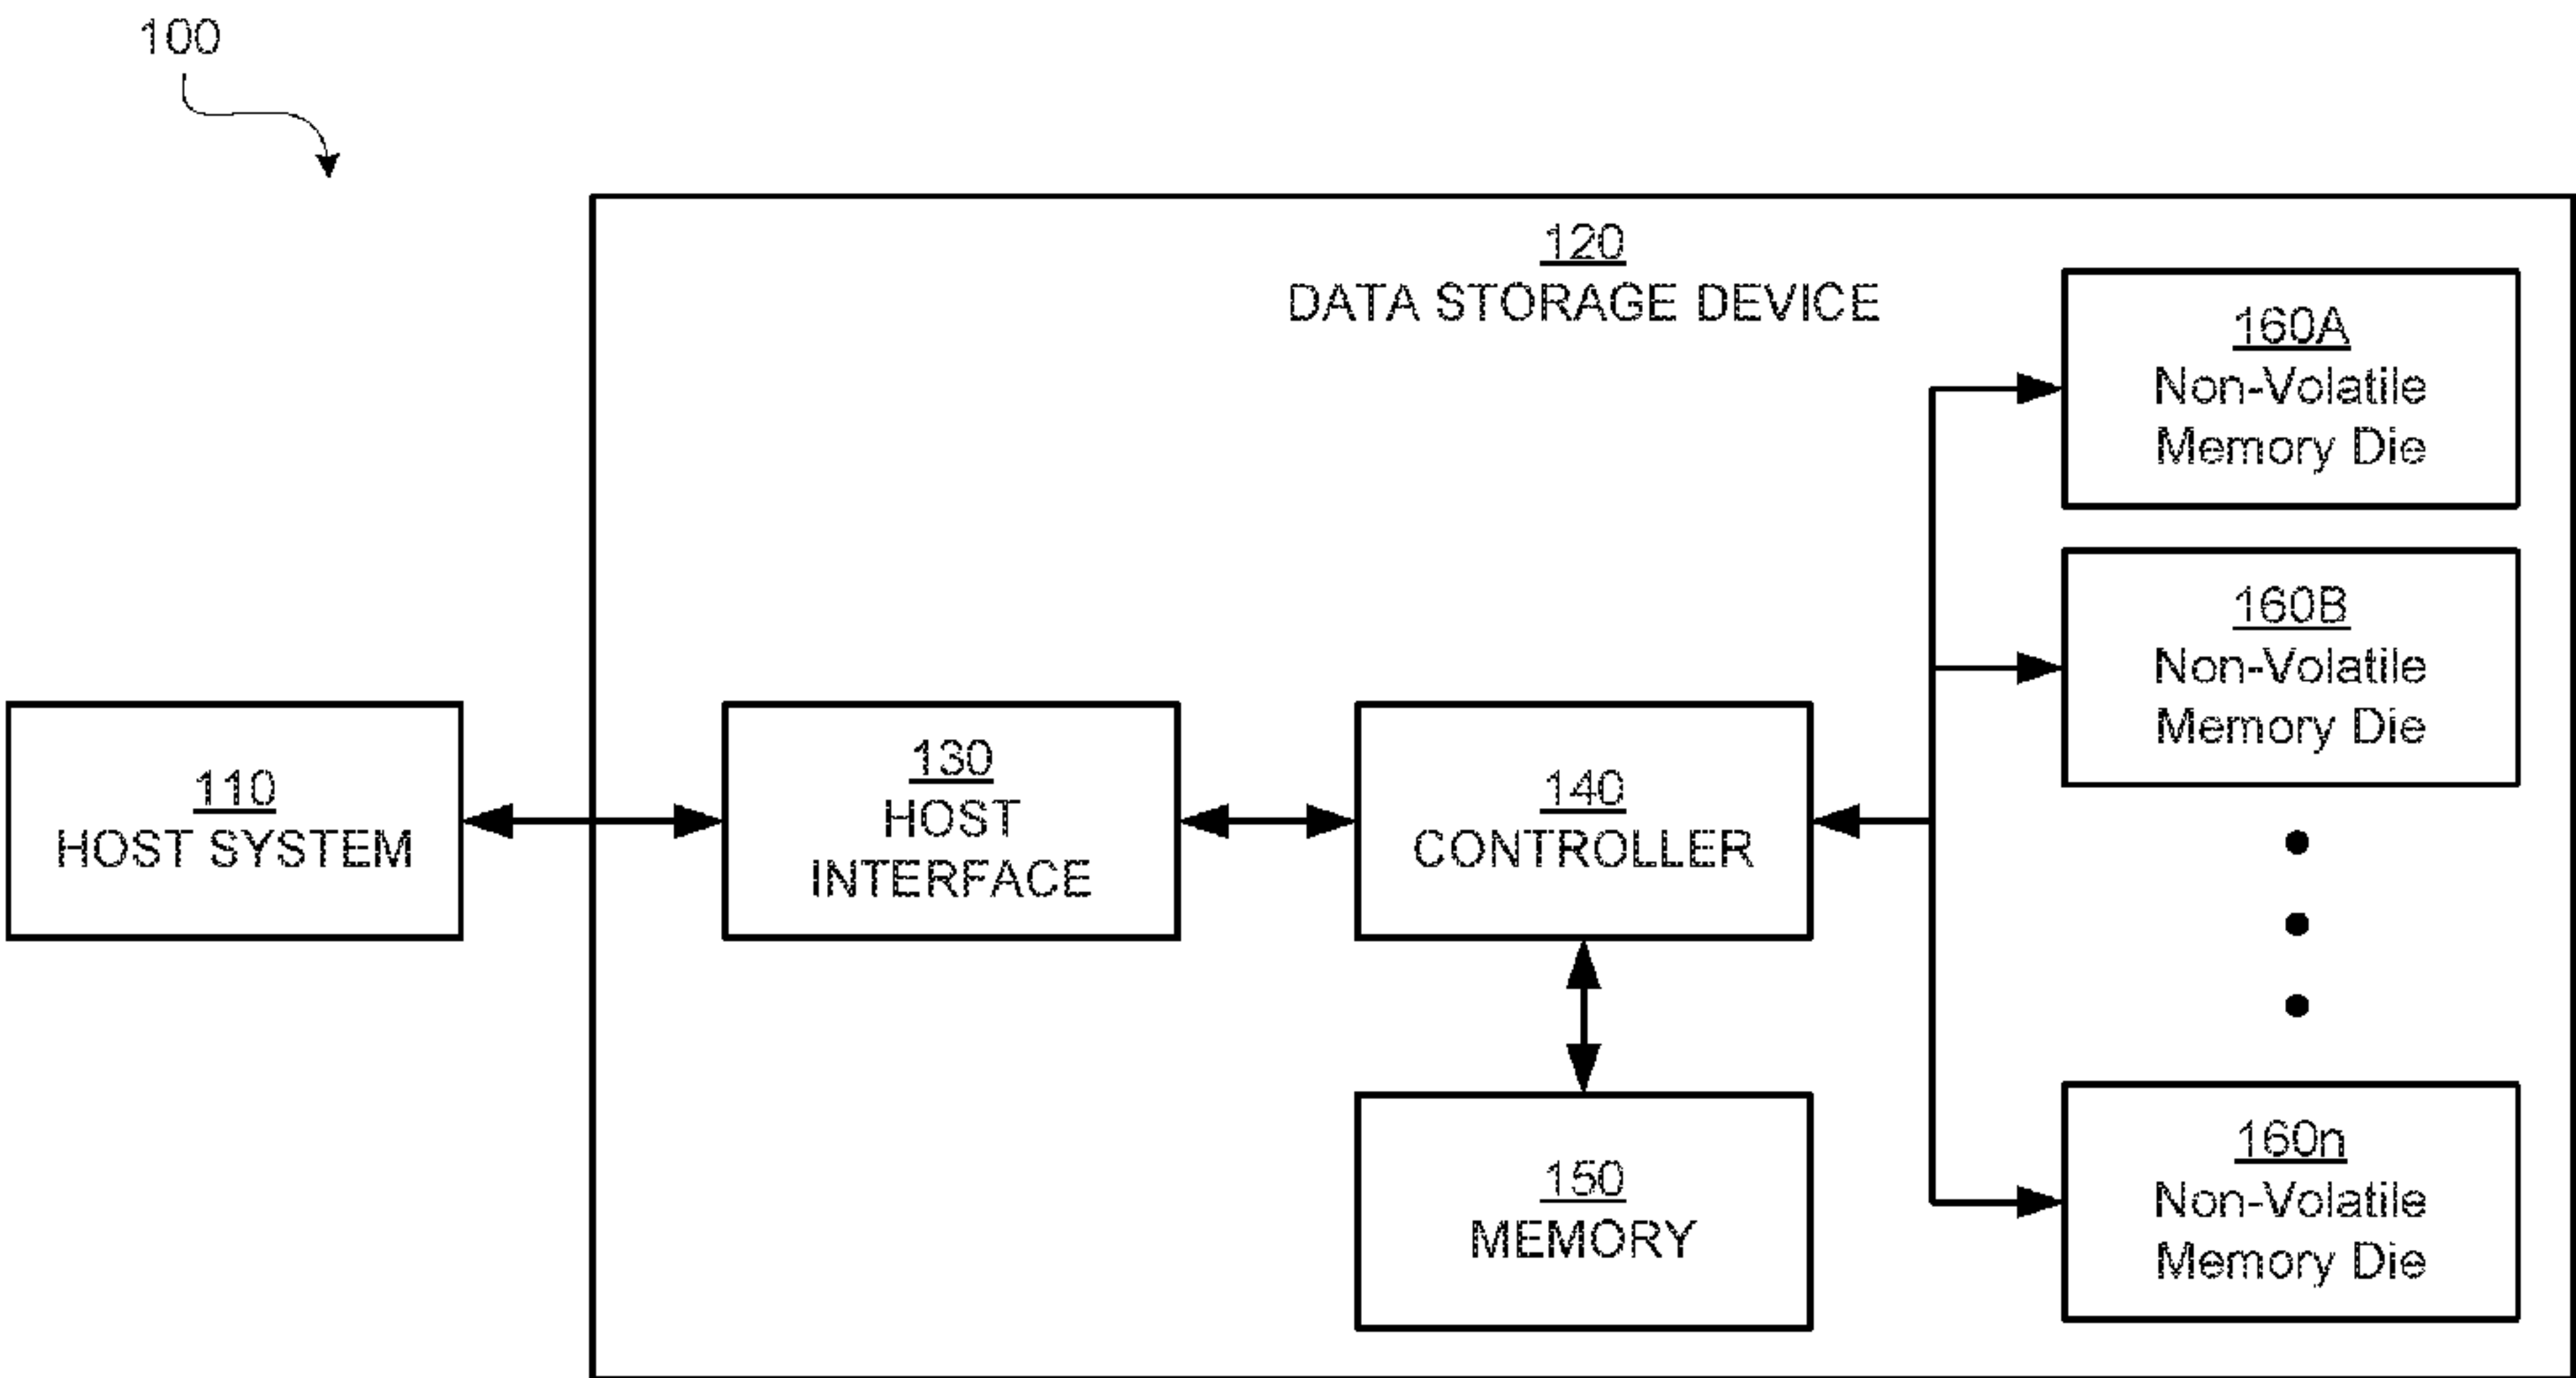 100
120
DATA STORAGE DEVICE
160A
Non-Volatile
Memory Die
160B
Non-Volatile
Memory Die
110
HOST SYSTEM
130
HOST
INTERFACE
140
CONTROLLER
150
MEMORY
160n
Non-Volatile
Memory Die